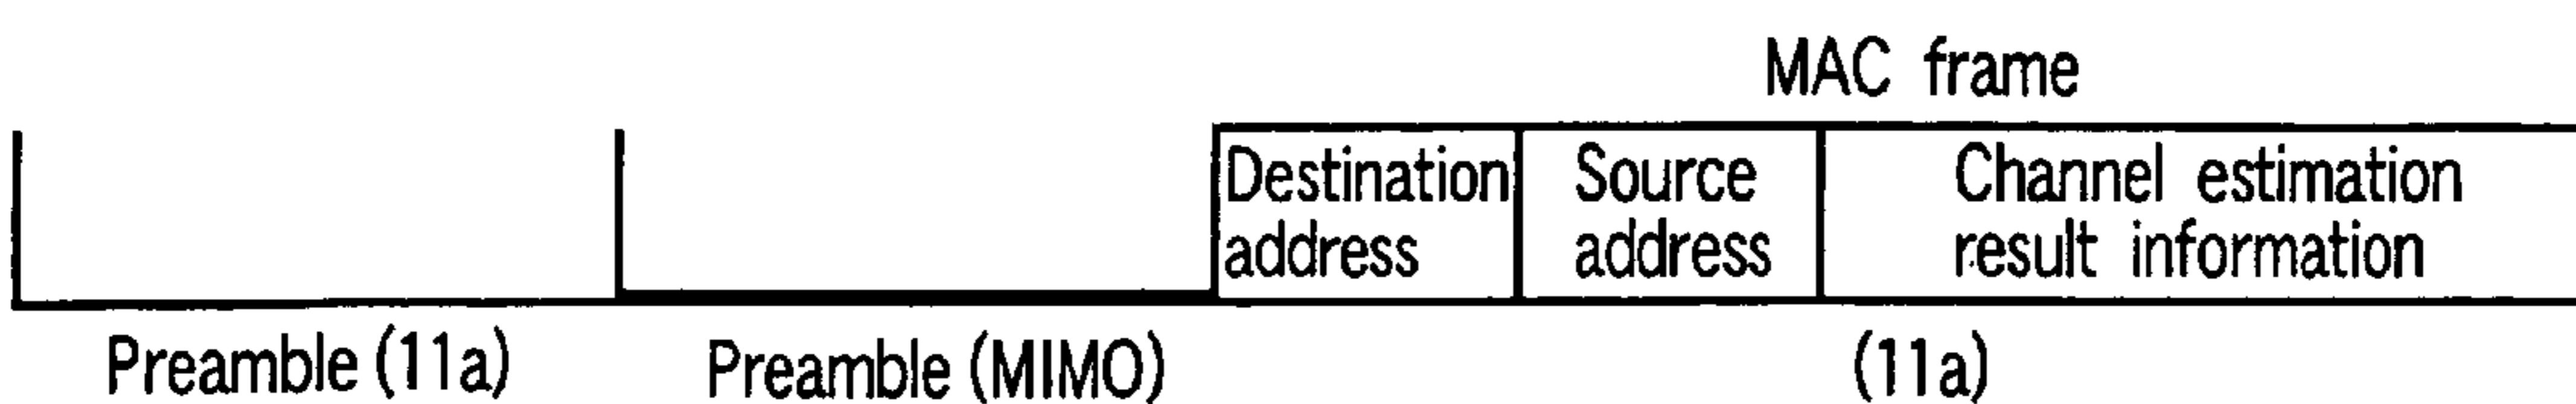 MAC frame
Destination
address
Source
address
Channel estimation
result information
Preamble (11a)
Preamble (MIMO)
(11a)